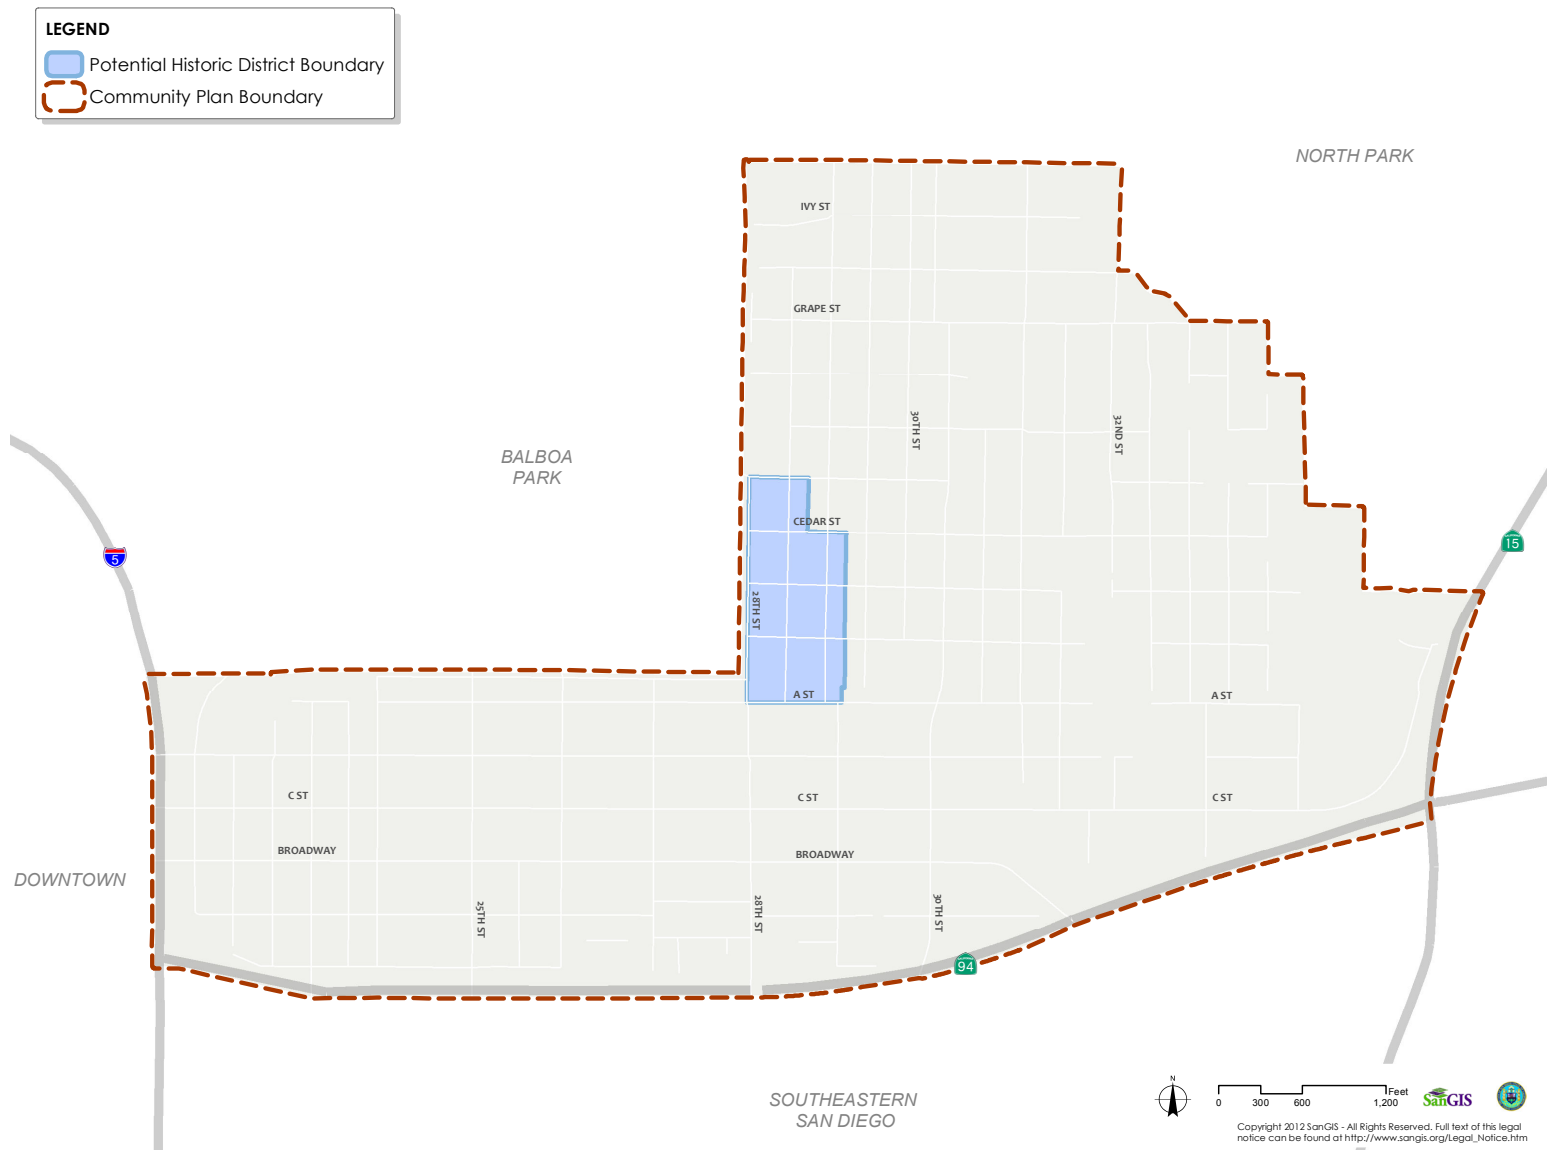 LEGEND
Potential Historic District Boundary
Community Plan Boundary
NORTH PARK
IVY ST
GRAPE ST
30TH ST
32ND ST
BALBOA
PARK
CEDAR ST
5
15
28TH ST
A ST
A ST
C ST
C ST
C ST
BROADWAY
BROADWAY
DOWNTOWN
25TH ST
28TH ST
30TH ST
94
SOUTHEASTERN
SAN DIEGO
N
Feet
0 300 600 1,200
SanGIS
Copyright 2012 SanGIS - All Rights Reserved. Full text of this legal
notice can be found at http://www.sangis.org/Legal_Notice.htm